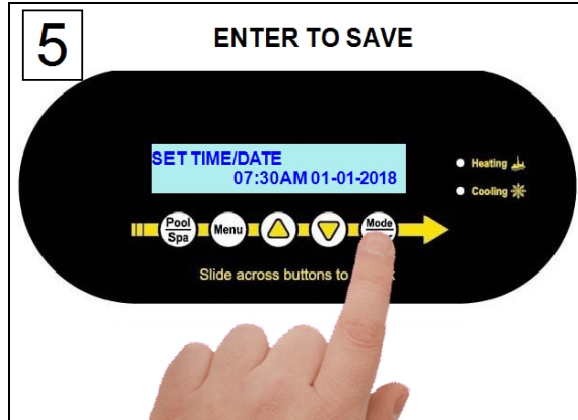 5
ENTER TO SAVE
SET TIME/DATE
07:30AM 01-01-2018
Heating
Cooling
Pool
Spa
Menu
Mode
Slide across buttons to